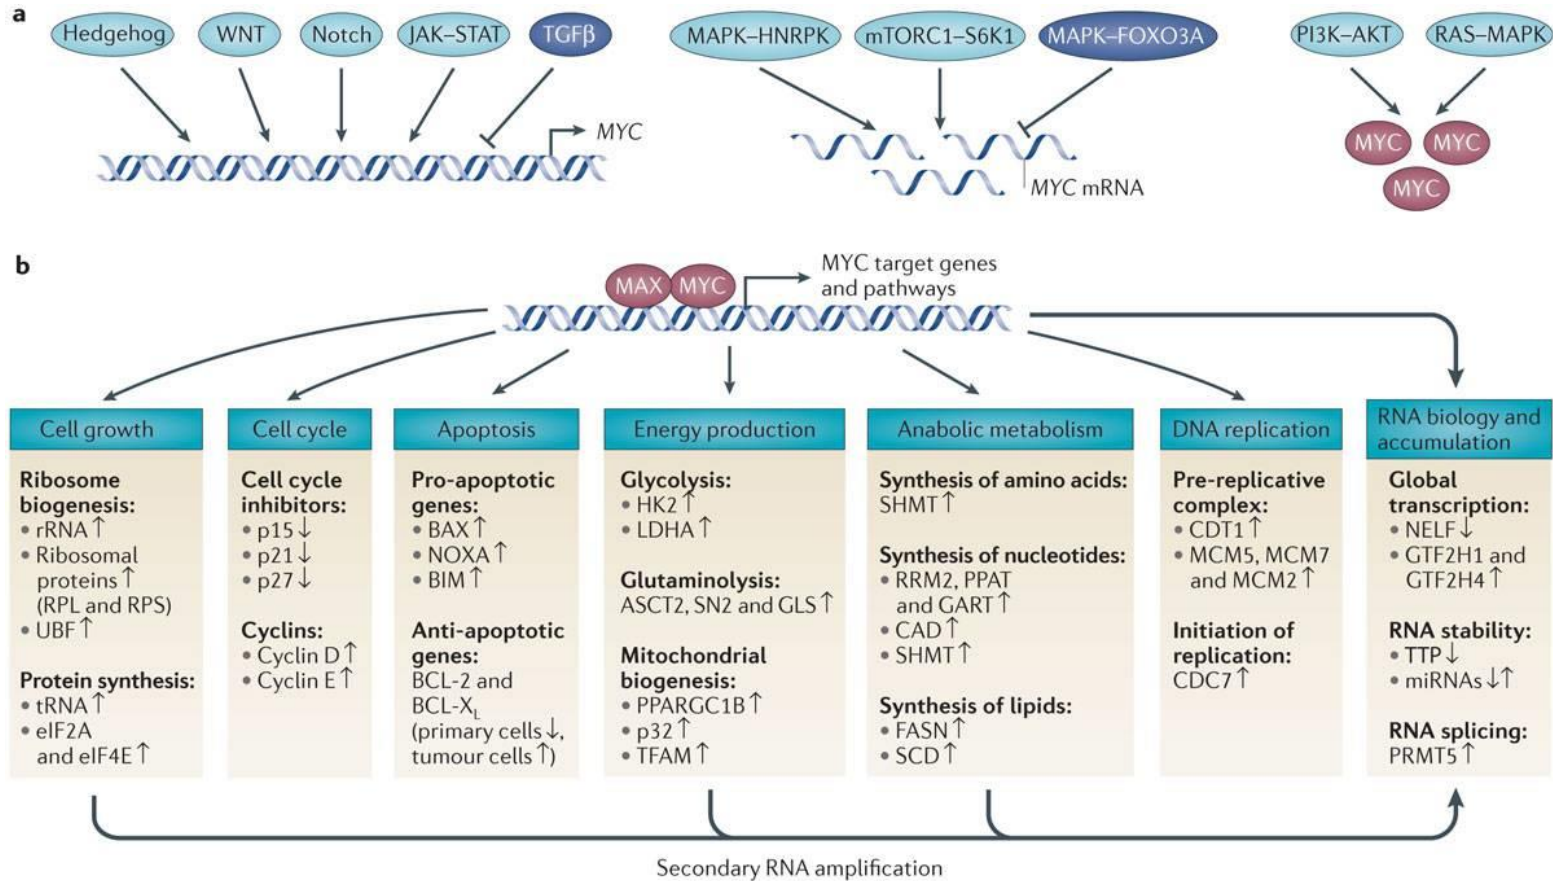 a
Hedgehog
WNT
Notch
JAK–STAT
TGFβ
MYC
MAPK–HNRPK
mTORC1–S6K1
MAPK–FOXO3A
MYC mRNA
PI3K–AKT
RAS–MAPK
MYC
MYC
MYC
b
MAX
MYC
MYC target genes
and pathways
Cell growth
Ribosome
biogenesis:
• rRNA ↑
• Ribosomal
proteins ↑
(RPL and RPS)
• UBF ↑
Protein synthesis:
• tRNA ↑
• eIF2A
and eIF4E ↑
Cell cycle
Cell cycle
inhibitors:
• p15 ↓
• p21 ↓
• p27 ↓
Cyclins:
• Cyclin D ↑
• Cyclin E ↑
Apoptosis
Pro-apoptotic
genes:
• BAX ↑
• NOXA ↑
• BIM ↑
Anti-apoptotic
genes:
BCL-2 and
BCL-XL
(primary cells ↓,
tumour cells ↑)
Energy production
Glycolysis:
• HK2 ↑
• LDHA ↑
Glutaminolysis:
ASCT2, SN2 and GLS ↑
Mitochondrial
biogenesis:
• PPARGC1B ↑
• p32 ↑
• TFAM ↑
Anabolic metabolism
Synthesis of amino acids:
SHMT ↑
Synthesis of nucleotides:
• RRM2, PPAT
and GART ↑
• CAD ↑
• SHMT ↑
Synthesis of lipids:
• FASN ↑
• SCD ↑
DNA replication
Pre-replicative
complex:
• CDT1 ↑
• MCM5, MCM7
and MCM2 ↑
Initiation of
replication:
CDC7 ↑
RNA biology and
accumulation
Global
transcription:
• NELF ↓
• GTF2H1 and
GTF2H4 ↑
RNA stability:
• TTP ↓
• miRNAs ↓↑
RNA splicing:
PRMT5 ↑
Secondary RNA amplification